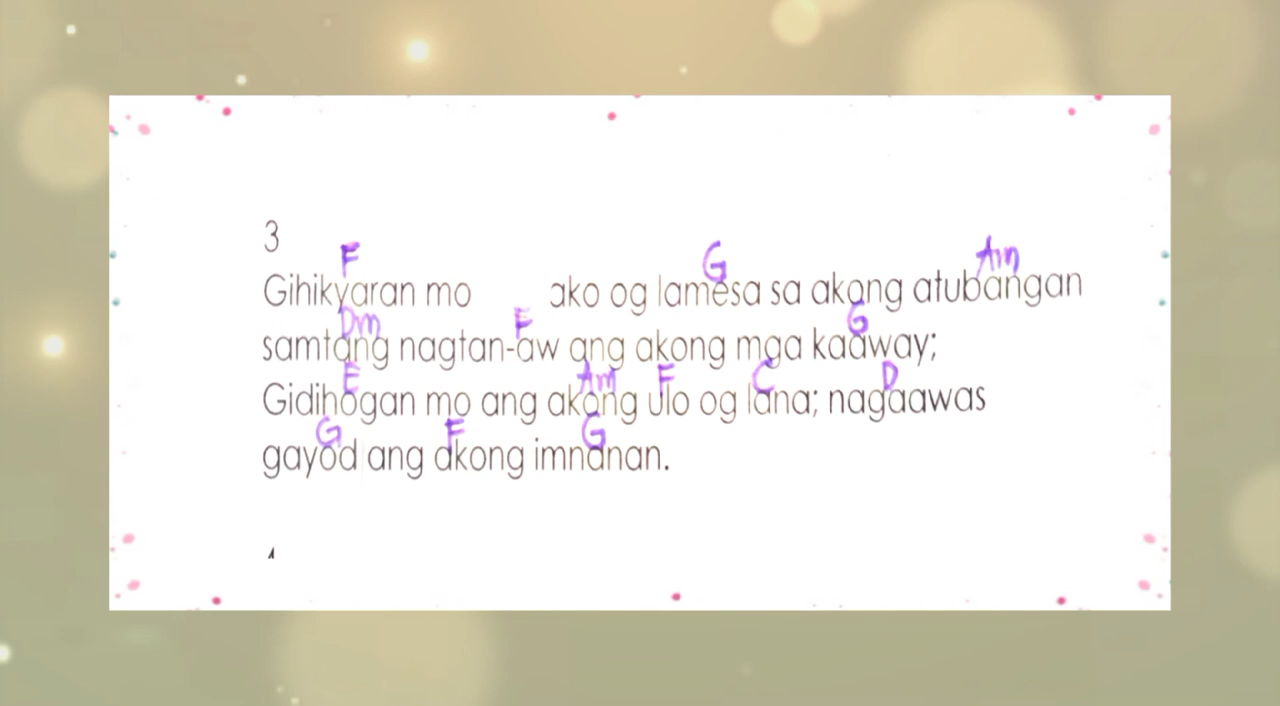 3
F G Am
Gihikyaran mo ako og lamesa sa akong atubangan
Dm F G
samtang nagtan-aw ang akong mga kaaway;
E Am F C D
Gidihogan mo ang akong ulo og lana; nagaawas
G F G
gayod ang akong imnanan.